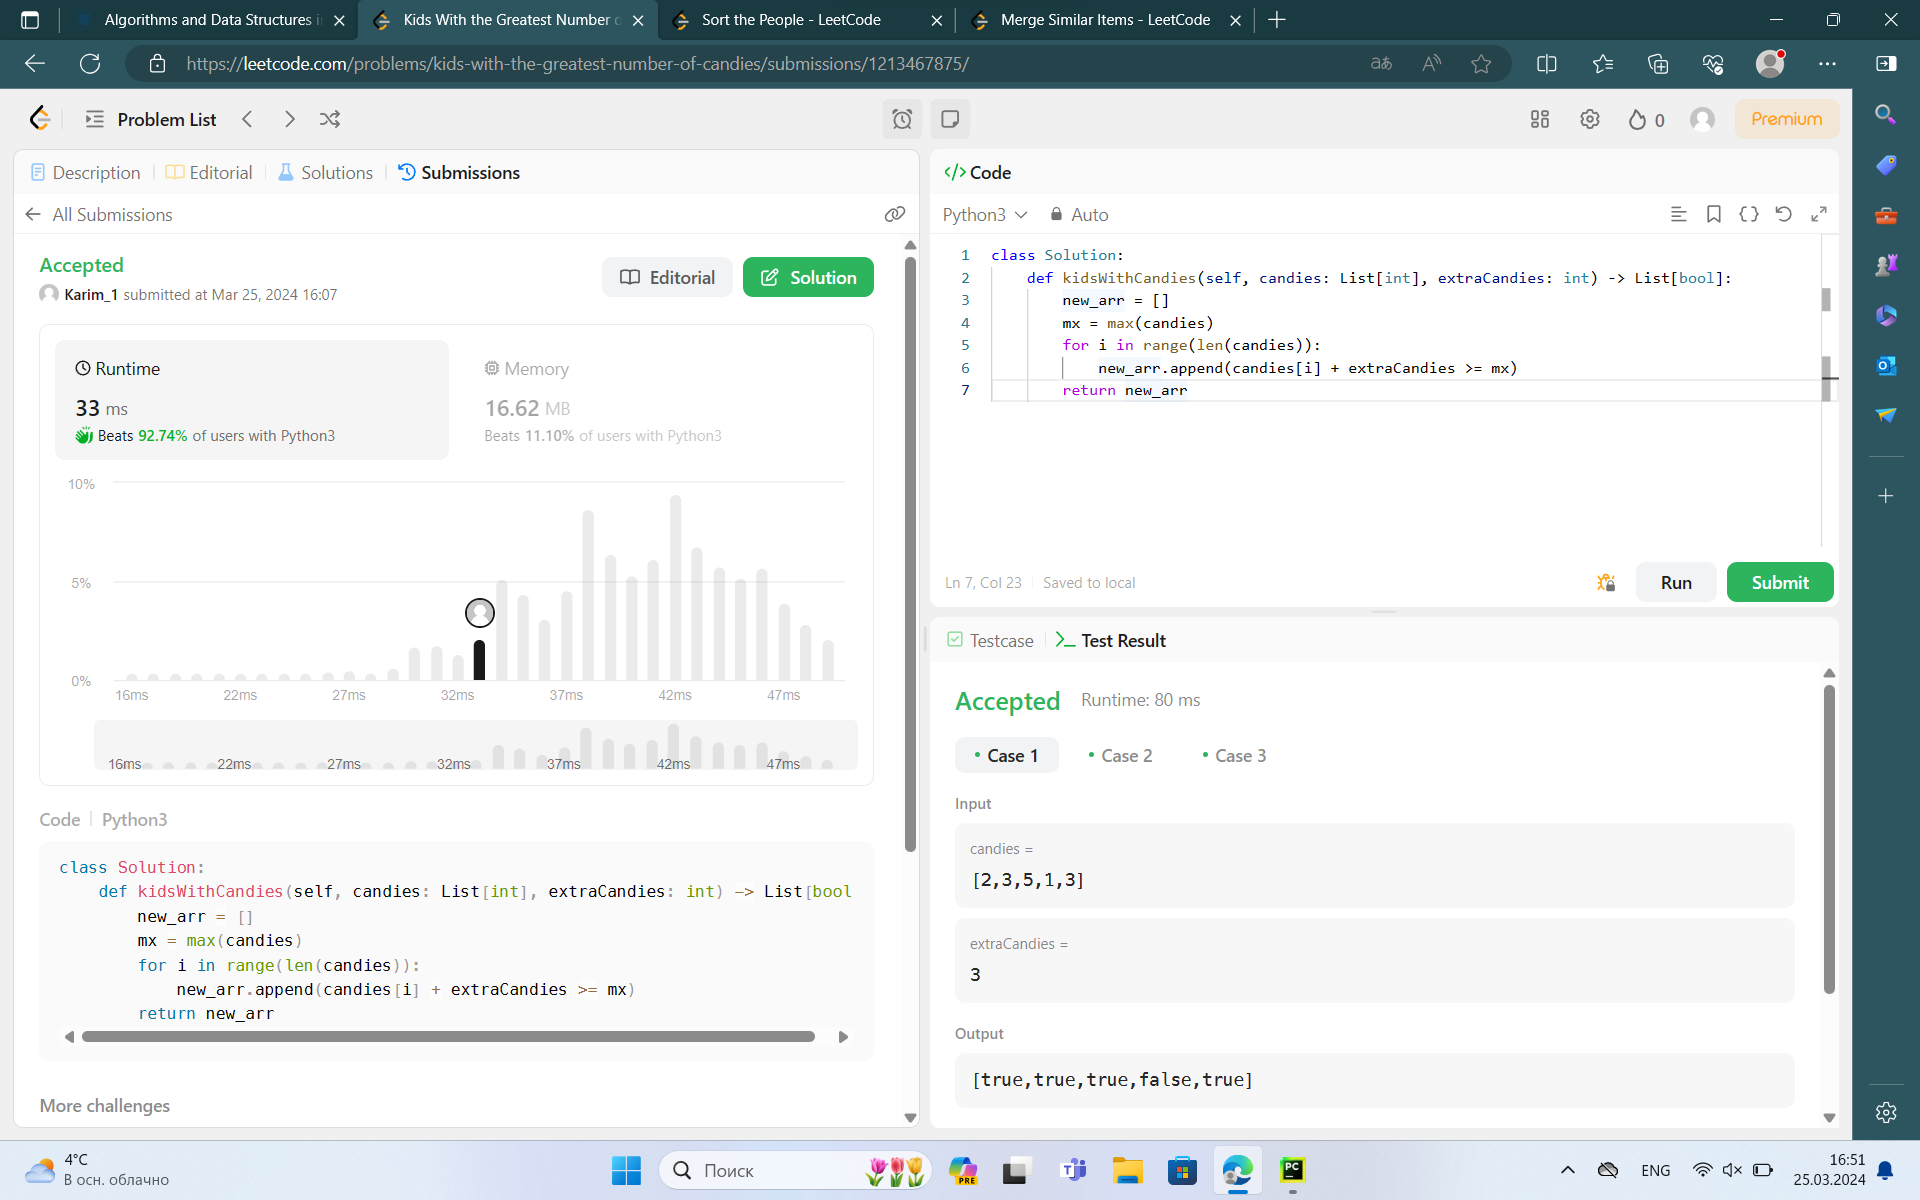 Algorithms and Data Structures i
Kids With the Greatest Number o
Sort the People - LeetCode
Merge Similar Items - LeetCode
https://leetcode.com/problems/kids-with-the-greatest-number-of-candies/submissions/1213467875/
Problem List
0
Premium
Description
Editorial
Solutions
Submissions
All Submissions
Accepted
Karim_1 submitted at Mar 25, 2024 16:07
Editorial
Solution
Runtime
33 ms
Beats 92.74% of users with Python3
Memory
16.62 MB
Beats 11.10% of users with Python3
10%
5%
0%
16ms 22ms 27ms 32ms 37ms 42ms 47ms
16ms 22ms 27ms 32ms 37ms 42ms 47ms
Code | Python3
class Solution:
    def kidsWithCandies(self, candies: List[int], extraCandies: int) -> List[bool
        new_arr = []
        mx = max(candies)
        for i in range(len(candies)):
            new_arr.append(candies[i] + extraCandies >= mx)
        return new_arr
More challenges
</> Code
Python3
Auto
1 class Solution:
2     def kidsWithCandies(self, candies: List[int], extraCandies: int) -> List[bool]:
3         new_arr = []
4         mx = max(candies)
5         for i in range(len(candies)):
6             new_arr.append(candies[i] + extraCandies >= mx)
7         return new_arr
Ln 7, Col 23
Saved to local
Run
Submit
Testcase
Test Result
Accepted
Runtime: 80 ms
• Case 1
• Case 2
• Case 3
Input
candies =
[2,3,5,1,3]
extraCandies =
3
Output
[true,true,true,false,true]
4°C
В осн. облачно
Поиск
PRE
PC
ENG
16:51
25.03.2024